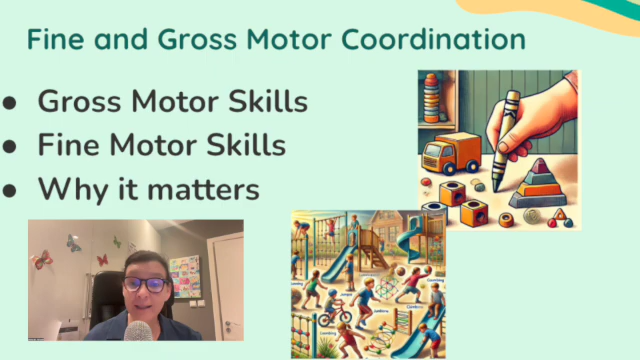 Fine and Gross Motor Coordination
● Gross Motor Skills
● Fine Motor Skills
● Why it matters